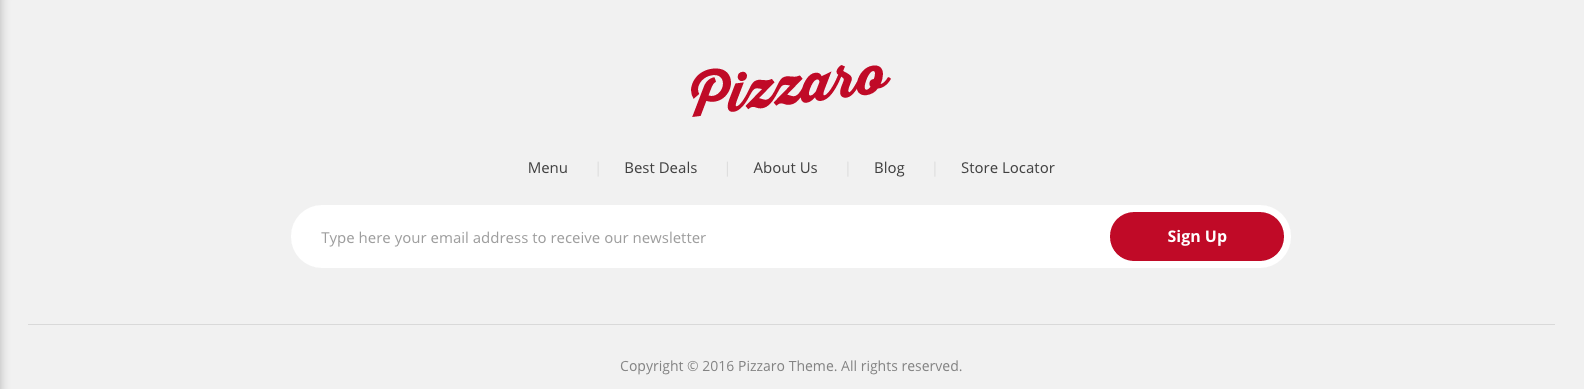 Pizzaro
Menu | Best Deals | About Us | Blog | Store Locator
Type here your email address to receive our newsletter Sign Up
Copyright © 2016 Pizzaro Theme. All rights reserved.